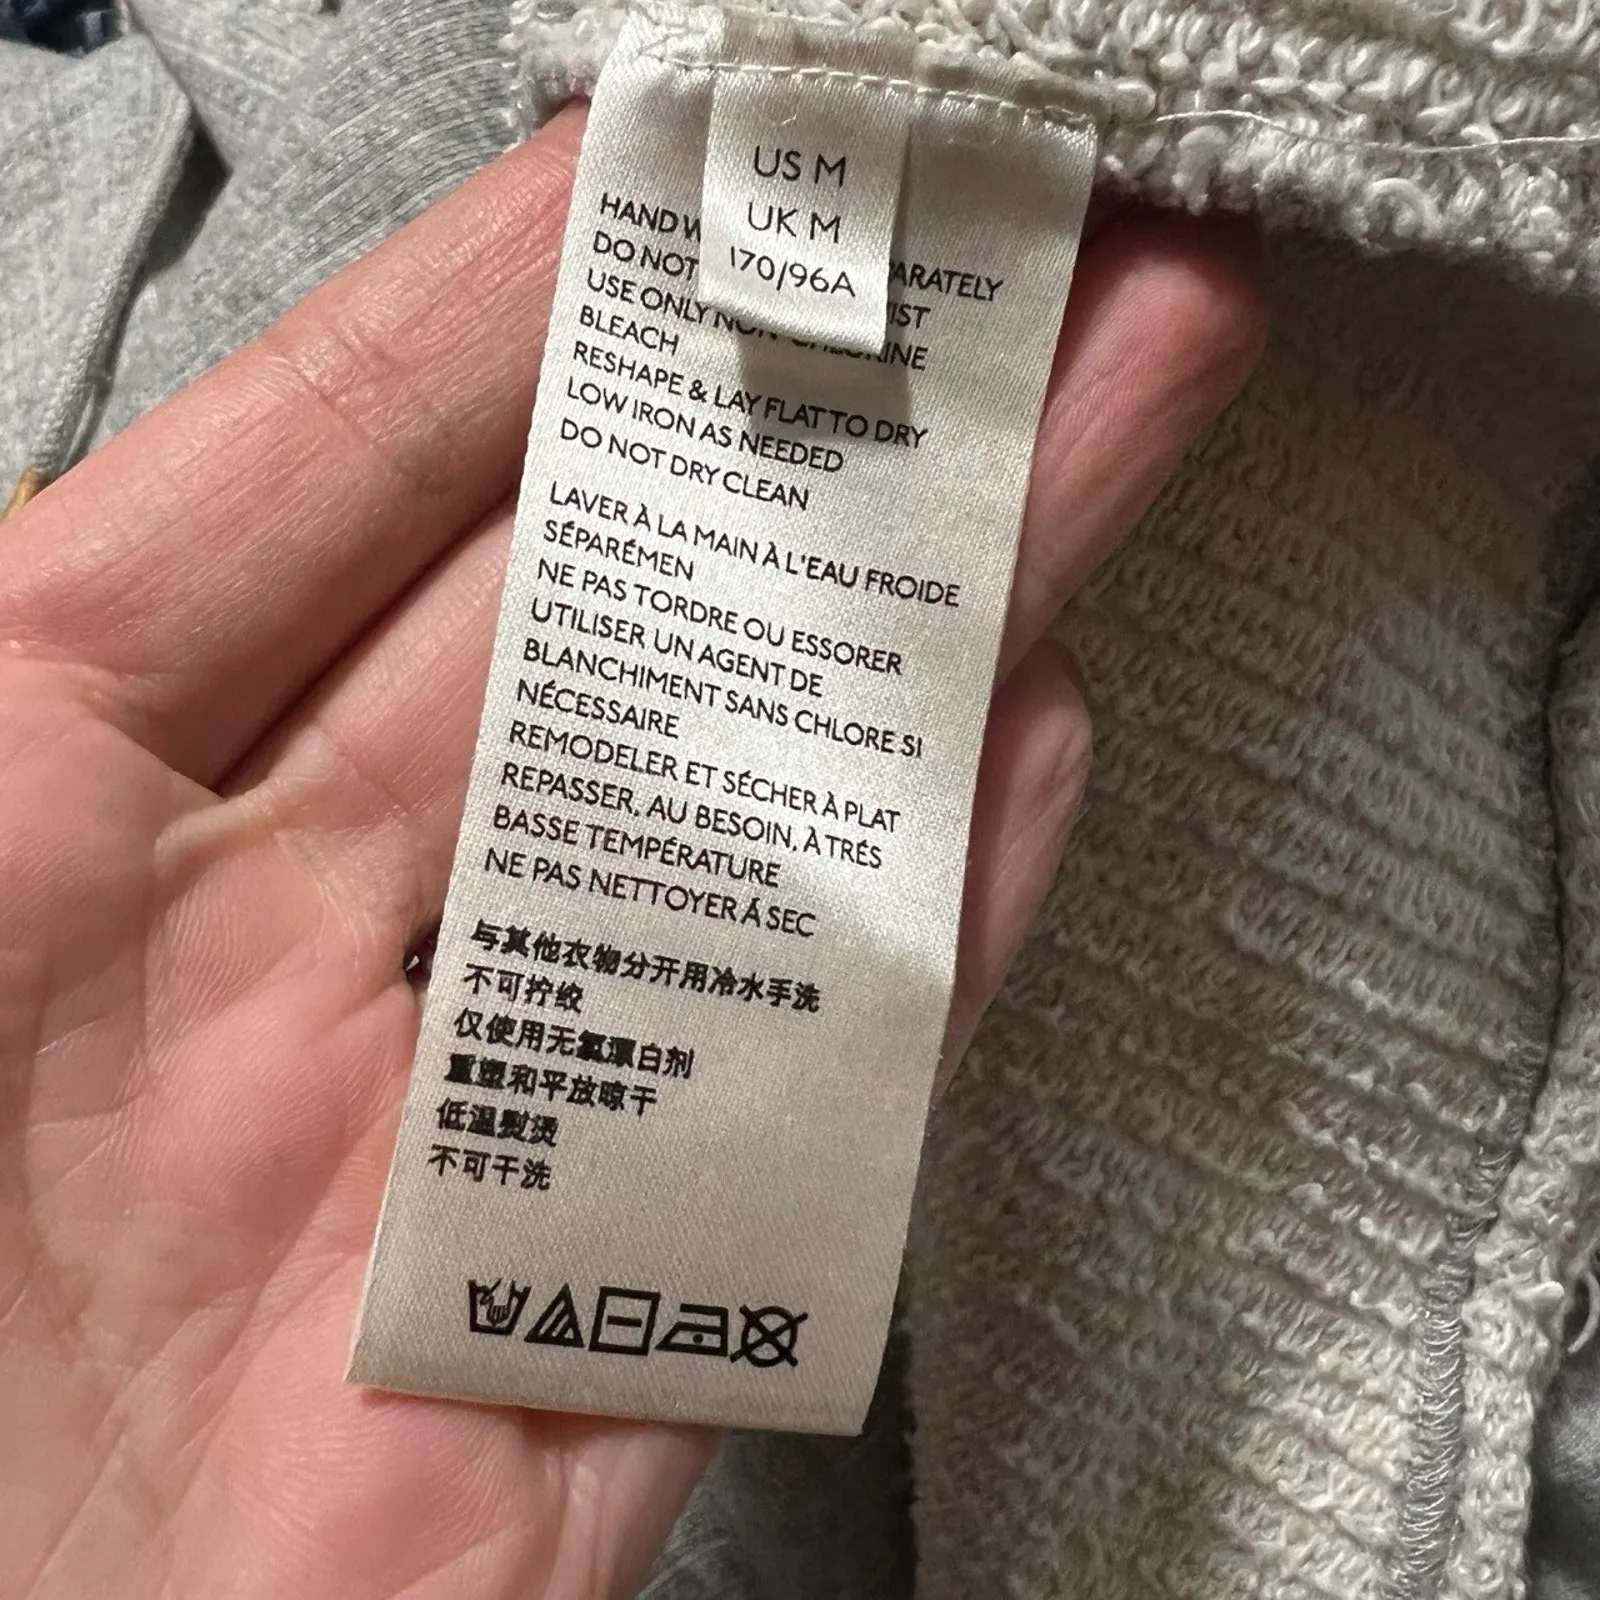 US M
UK M
170/96A
HAND ARATELY
DO NOT IST
USE ONLY NON-CHLORINE
BLEACH
RESHAPE & LAY FLAT TO DRY
LOW IRON AS NEEDED
DO NOT DRY CLEAN
LAVER À LA MAIN À L'EAU FROIDE
SÉPARÉMEN
NE PAS TORDRE OU ESSORER
UTILISER UN AGENT DE
BLANCHIMENT SANS CHLORE SI
NÉCESSAIRE
REMODELER ET SÉCHER À PLAT
REPASSER, AU BESOIN, À TRÉS
BASSE TEMPÉRATURE
NE PAS NETTOYER Á SEC
与其他衣物分开用冷水手洗
不可拧绞
仅使用无氯漂白剂
重塑和平放晾干
低温熨烫
不可干洗